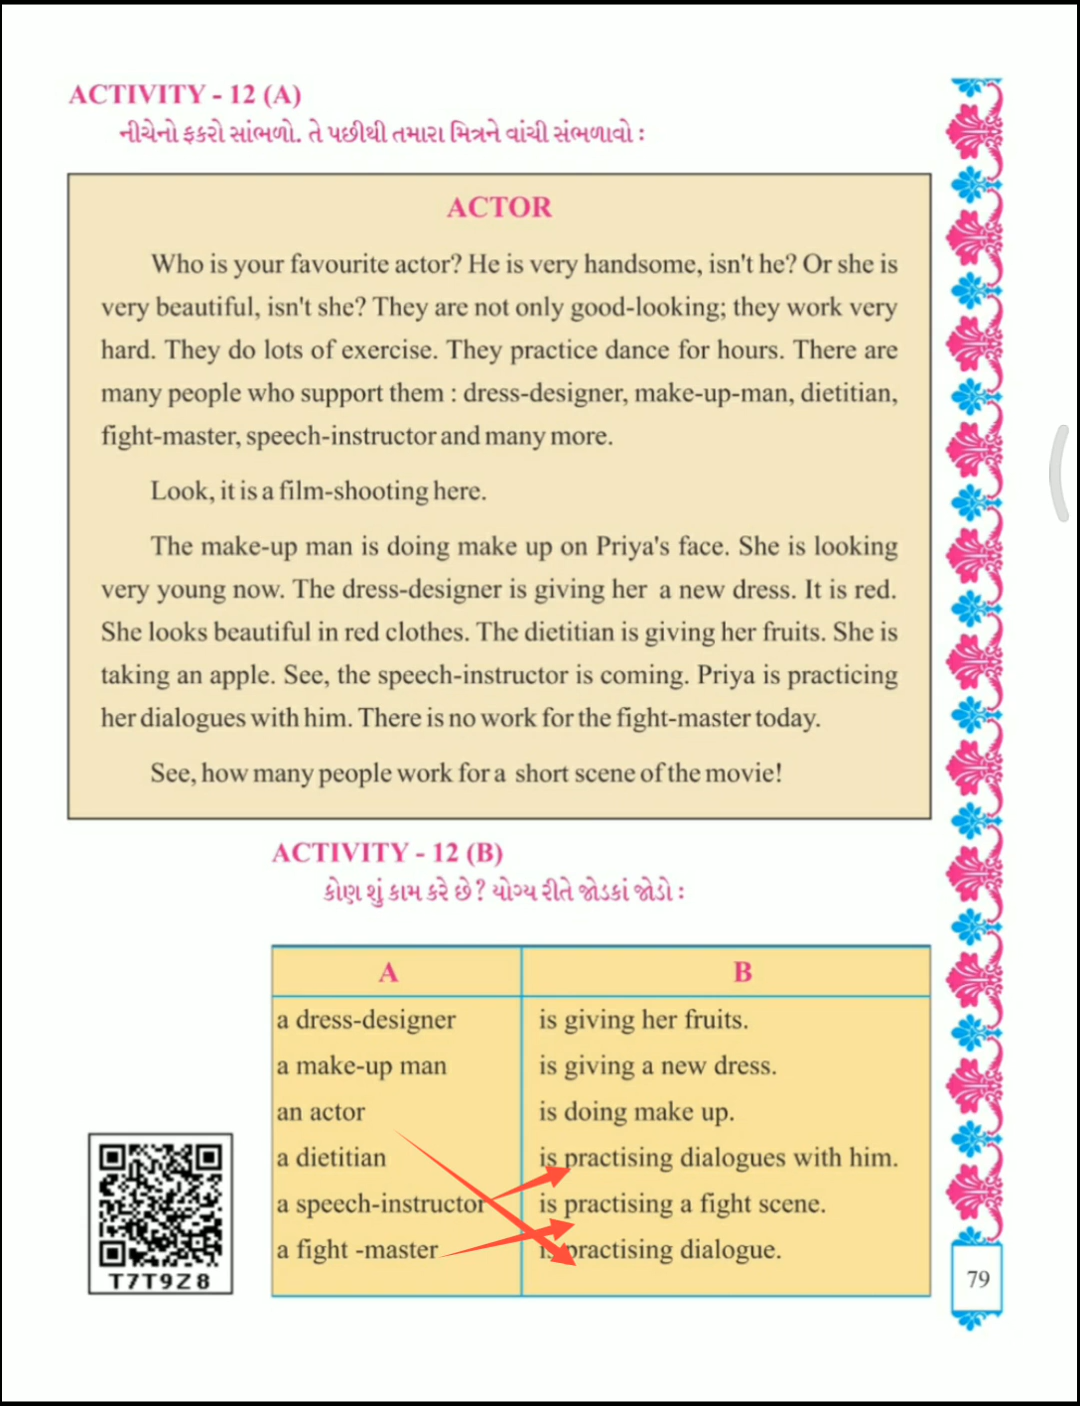 ACTIVITY - 12 (A)
નીચેનો ફકરો સાંભળો. તે પછીથી તમારા મિત્રને વાંચી સંભળાવો :
ACTOR
Who is your favourite actor? He is very handsome, isn't he? Or she is
very beautiful, isn't she? They are not only good-looking; they work very
hard. They do lots of exercise. They practice dance for hours. There are
many people who support them : dress-designer, make-up-man, dietitian,
fight-master, speech-instructor and many more.
Look, it is a film-shooting here.
The make-up man is doing make up on Priya's face. She is looking
very young now. The dress-designer is giving her a new dress. It is red.
She looks beautiful in red clothes. The dietitian is giving her fruits. She is
taking an apple. See, the speech-instructor is coming. Priya is practicing
her dialogues with him. There is no work for the fight-master today.
See, how many people work for a short scene of the movie!
ACTIVITY - 12 (B)
કોણ શું કામ કરે છે? યોગ્ય રીતે જોડકાં જોડો :
A B
a dress-designer is giving her fruits.
a make-up man is giving a new dress.
an actor is doing make up.
a dietitian is practising dialogues with him.
a speech-instructor is practising a fight scene.
a fight -master is practising dialogue.
T7T9Z8
79